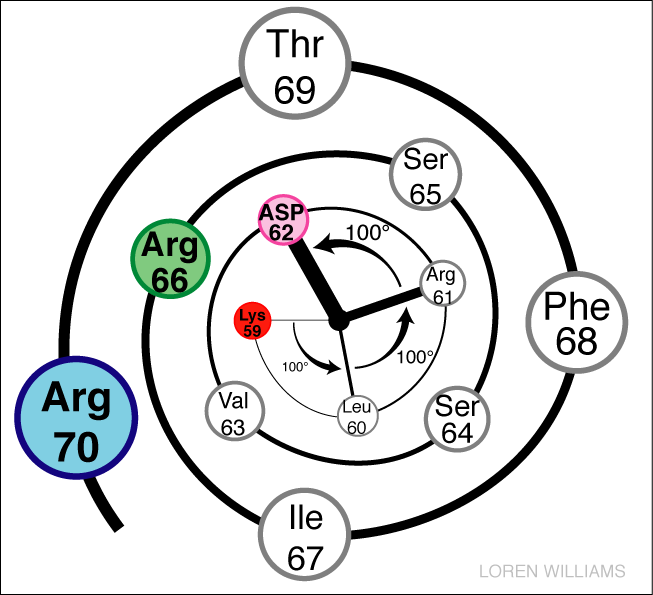 Thr
69
Ser
65
ASP
62
100°
Arg
66
Arg
61
Lys
59
Phe
68
100°
100°
Arg
70
Val
63
Leu
60
Ser
64
Ile
67
LOREN WILLIAMS